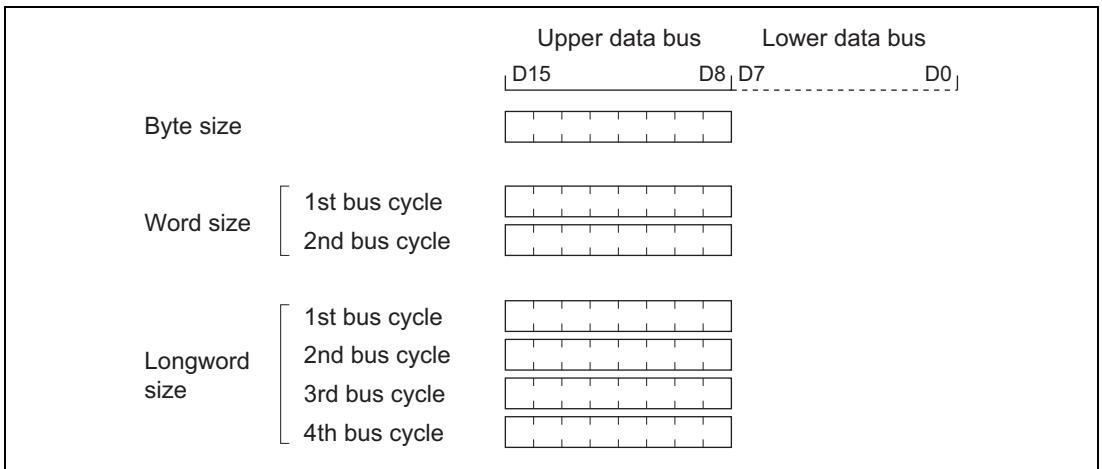 Upper data bus Lower data bus
D15 D8 D7 D0
Byte size
Word size
1st bus cycle
2nd bus cycle
Longword
size
1st bus cycle
2nd bus cycle
3rd bus cycle
4th bus cycle